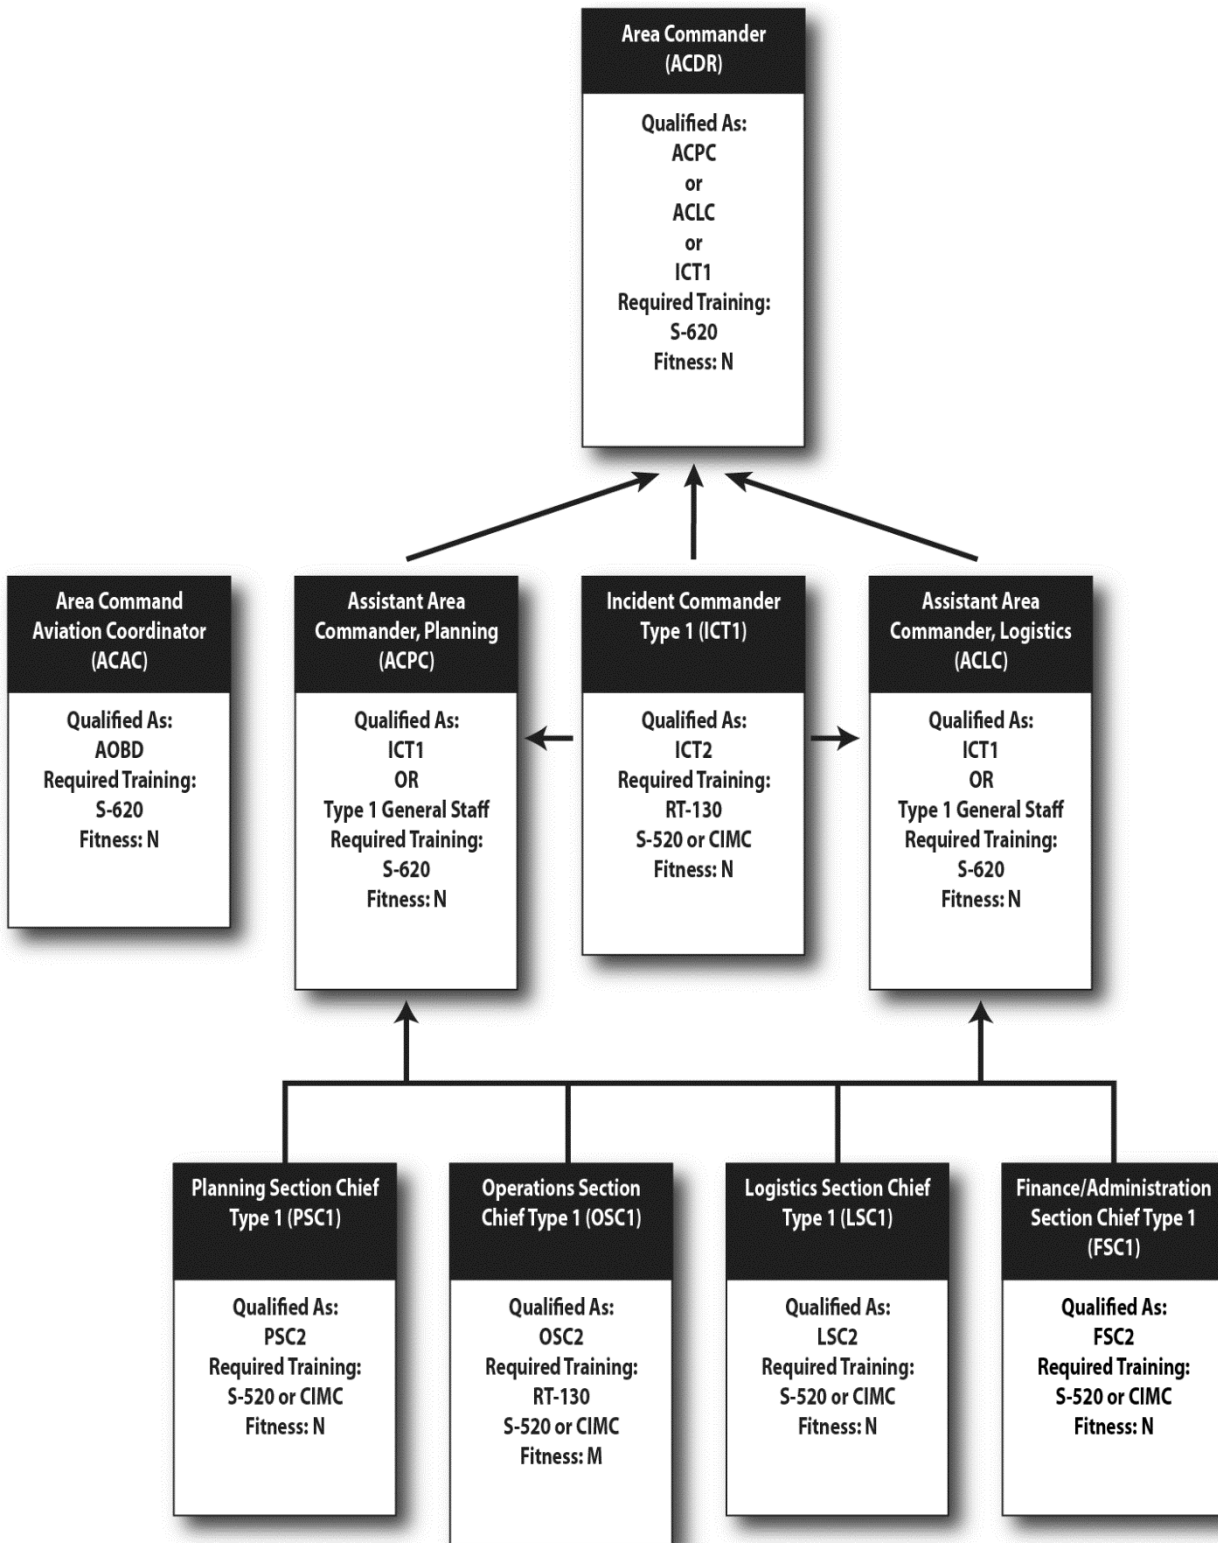 Area Commander
(ACDR)
Qualified As:
ACPC
or
ACLC
or
ICT1
Required Training:
S-620
Fitness: N
Area Command
Aviation Coordinator
(ACAC)
Qualified As:
AOBD
Required Training:
S-620
Fitness: N
Assistant Area
Commander, Planning
(ACPC)
Qualified As:
ICT1
OR
Type 1 General Staff
Required Training:
S-620
Fitness: N
Incident Commander
Type 1 (ICT1)
Qualified As:
ICT2
Required Training:
RT-130
S-520 or CIMC
Fitness: N
Assistant Area
Commander, Logistics
(ACLC)
Qualified As:
ICT1
OR
Type 1 General Staff
Required Training:
S-620
Fitness: N
Planning Section Chief
Type 1 (PSC1)
Qualified As:
PSC2
Required Training:
S-520 or CIMC
Fitness: N
Operations Section
Chief Type 1 (OSC1)
Qualified As:
OSC2
Required Training:
RT-130
S-520 or CIMC
Fitness: M
Logistics Section Chief
Type 1 (LSC1)
Qualified As:
LSC2
Required Training:
S-520 or CIMC
Fitness: N
Finance/Administration
Section Chief Type 1
(FSC1)
Qualified As:
FSC2
Required Training:
S-520 or CIMC
Fitness: N